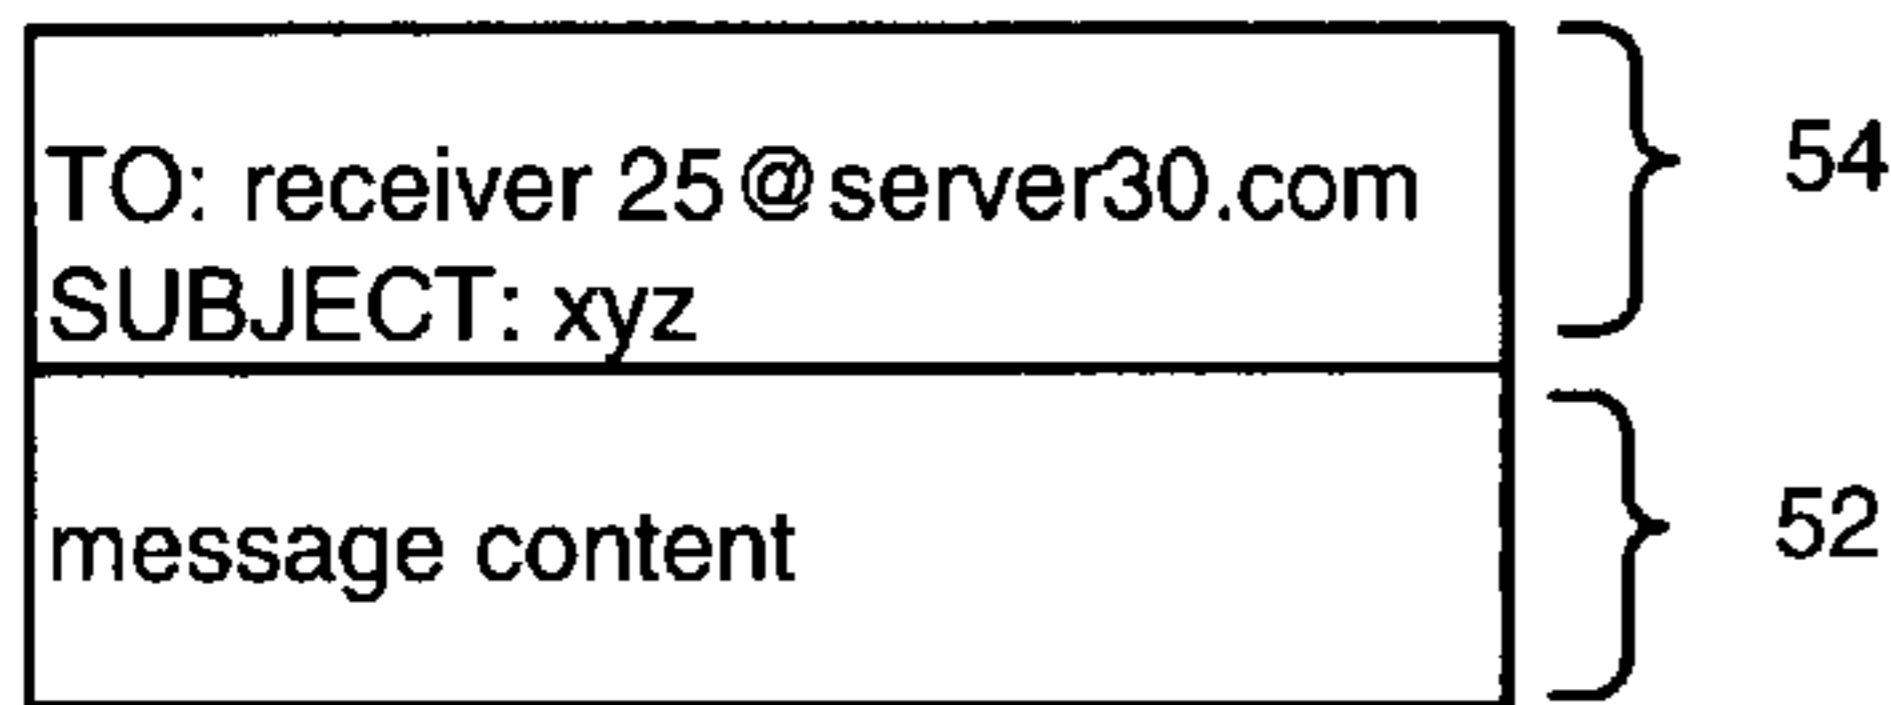 TO: receiver 25@server30.com
54
SUBJECT: xyz
message content
52